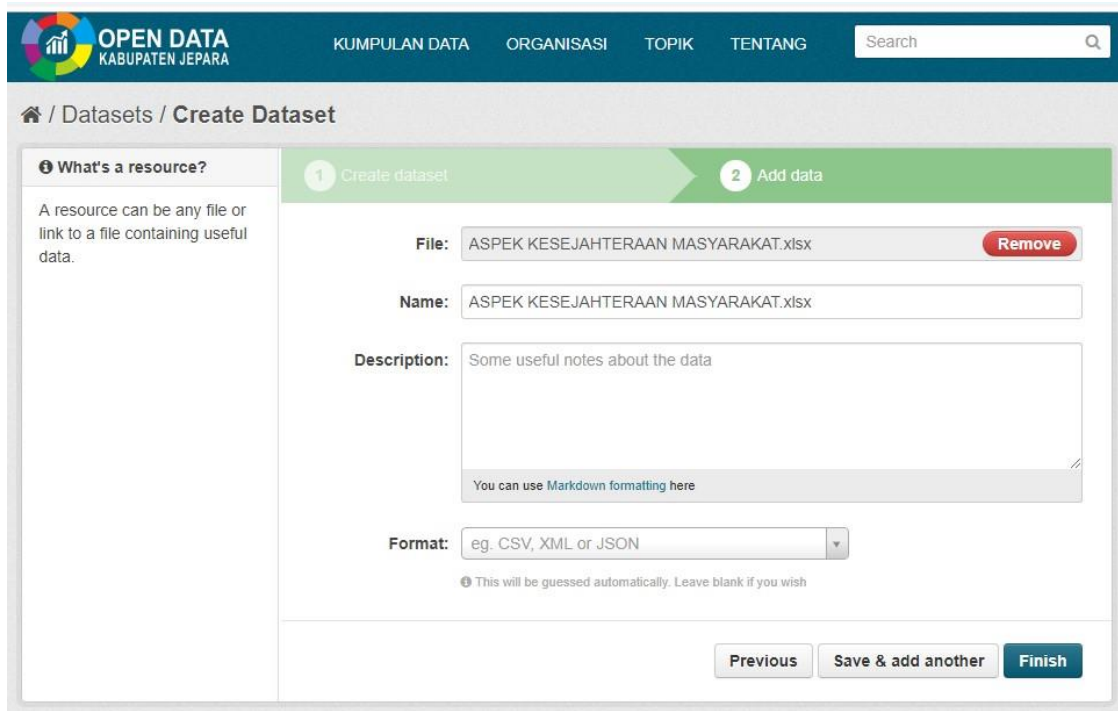 OPEN DATA
KABUPATEN JEPARA
KUMPULAN DATA ORGANISASI TOPIK TENTANG Search
/ Datasets / Create Dataset
What's a resource?
A resource can be any file or
link to a file containing useful
data.
1 Create dataset 2 Add data
File: ASPEK KESEJAHTERAAN MASYARAKAT.xlsx Remove
Name: ASPEK KESEJAHTERAAN MASYARAKAT.xlsx
Description: Some useful notes about the data
You can use Markdown formatting here
Format: eg. CSV, XML or JSON
This will be guessed automatically. Leave blank if you wish
Previous Save & add another Finish